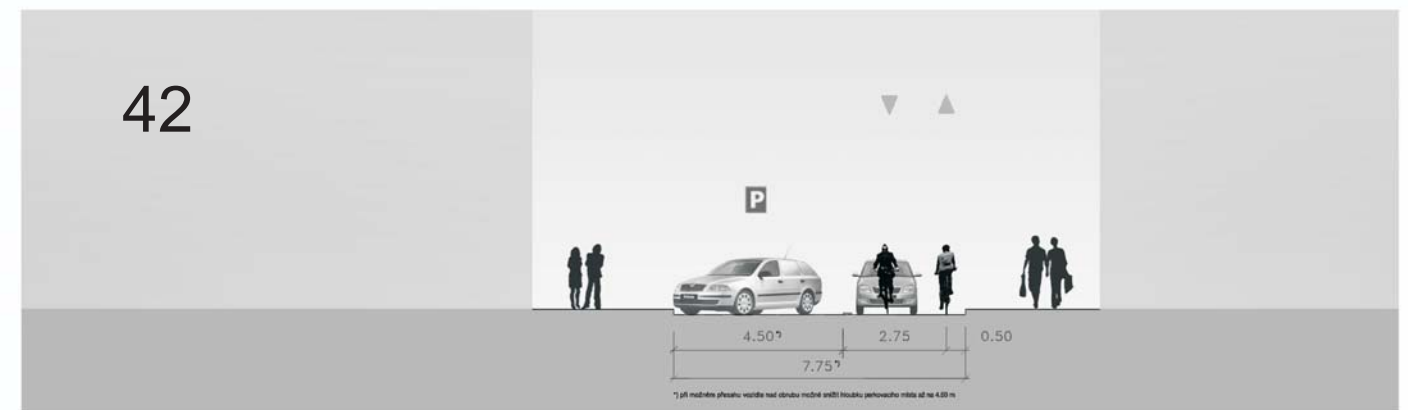 42
P
4.50*)
2.75
0.50
7.75*)
*) při možném přesahu vozidla nad obrubu možné snížit hloubku parkovacího místa až na 4.00 m